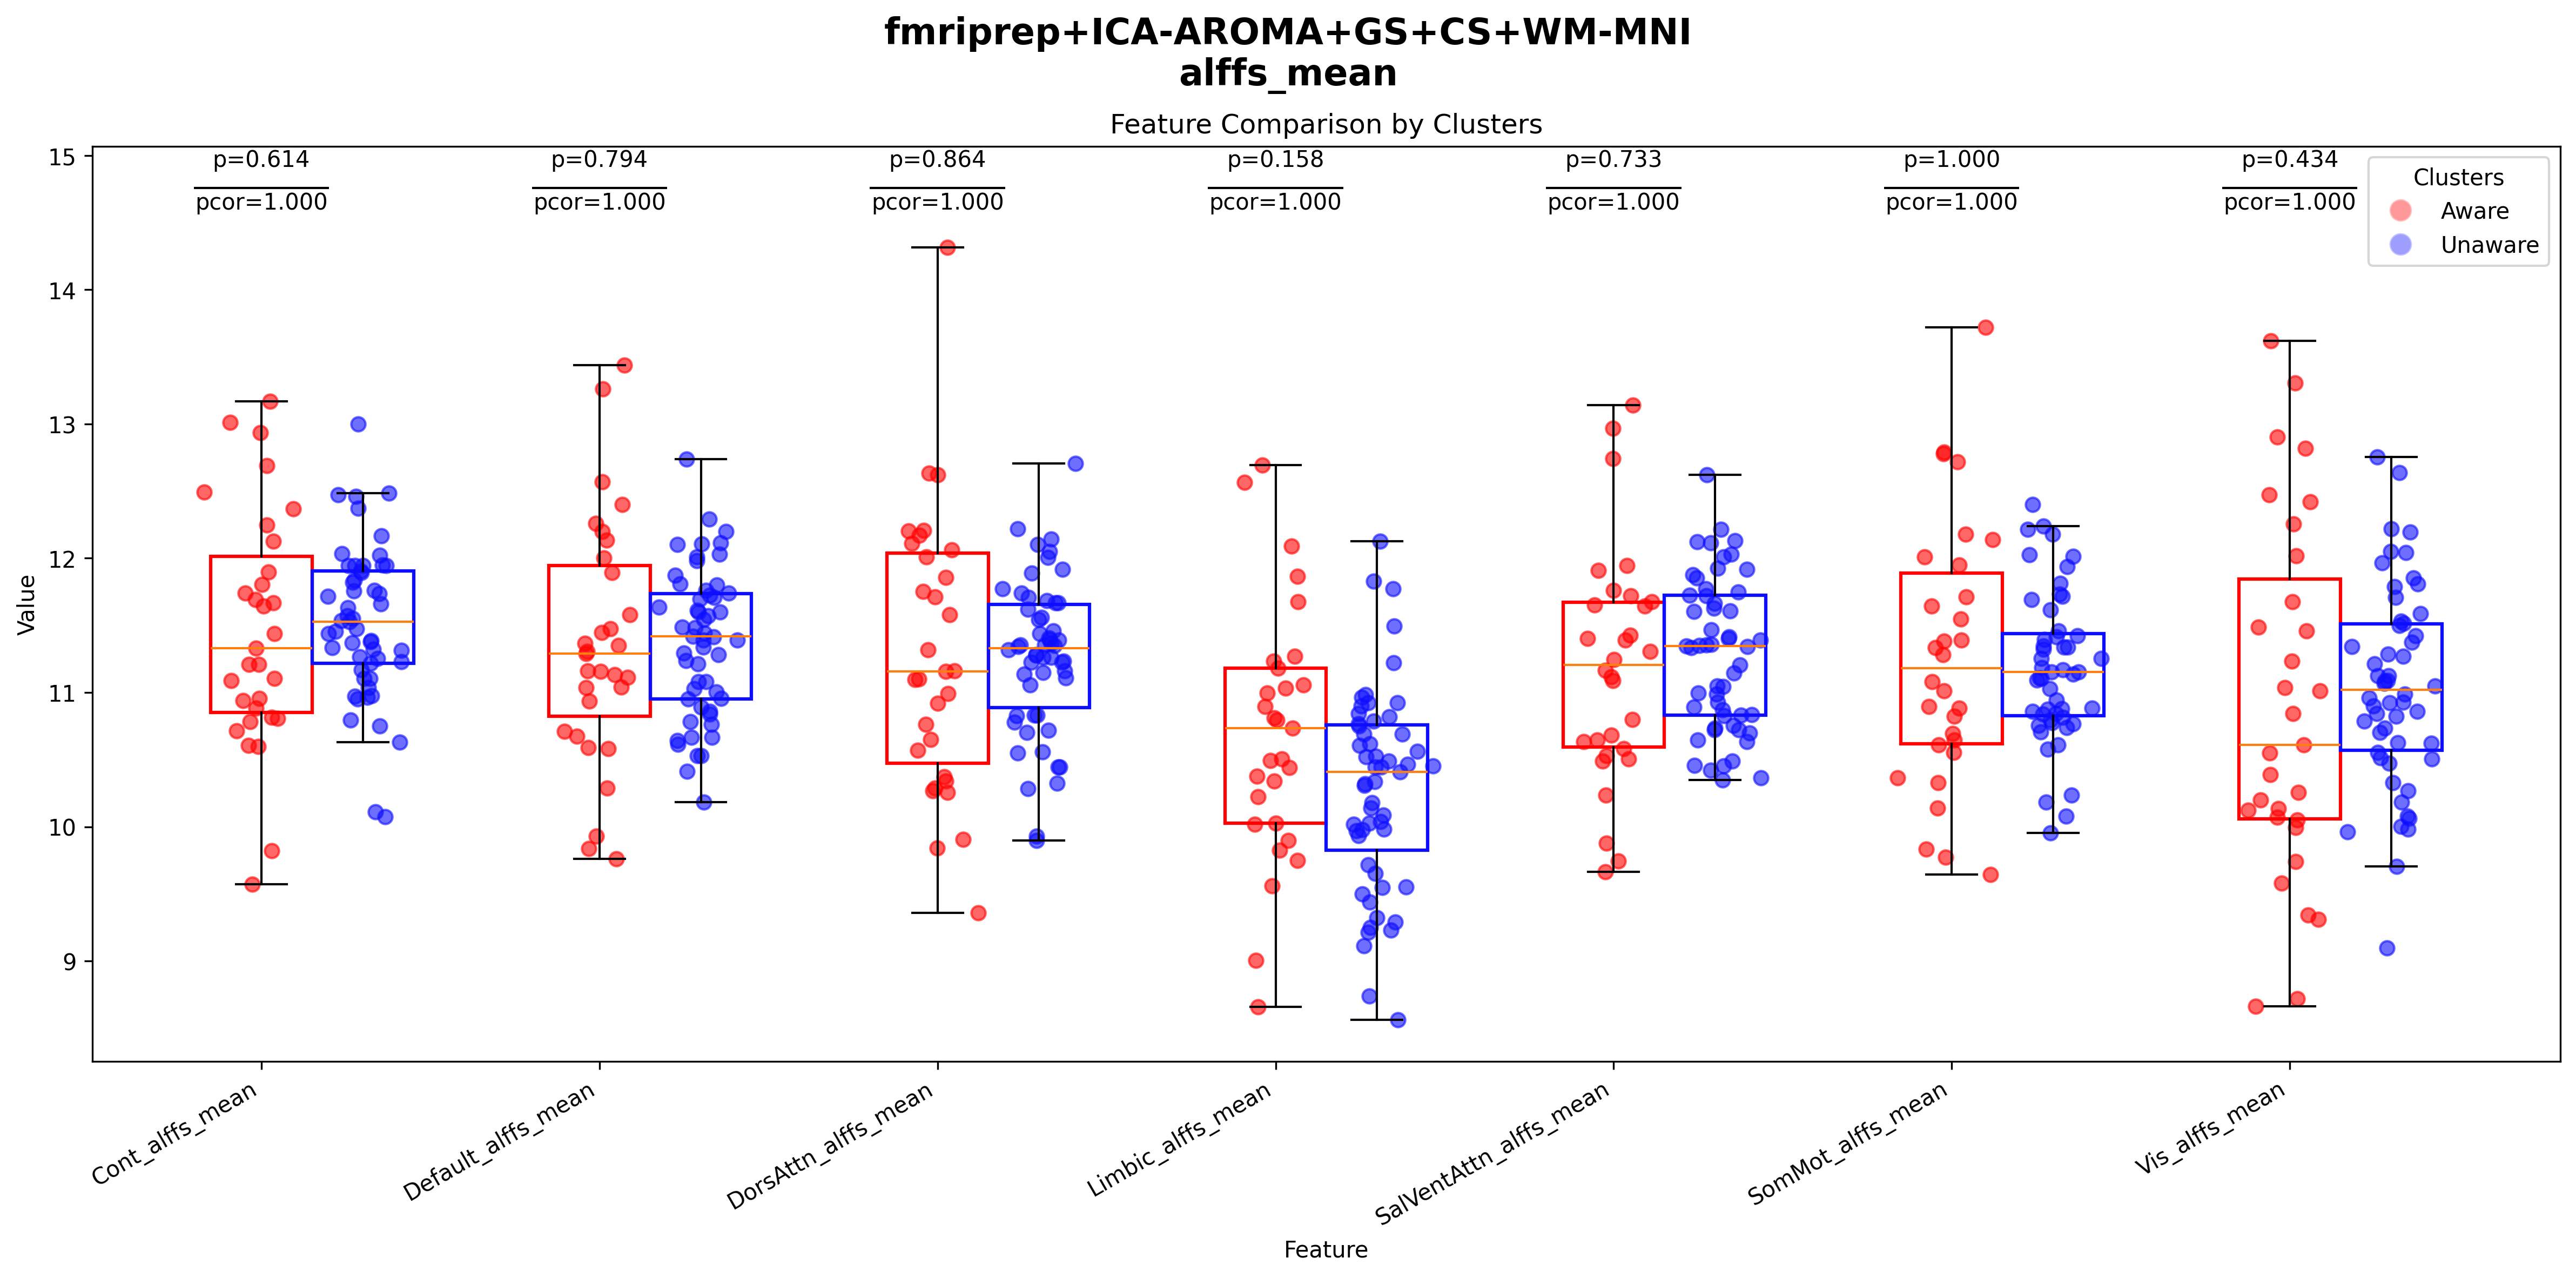 fmriprep+ICA-AROMA+GS+CS+WM-MNI
alffs_mean
Feature Comparison by Clusters
p=0.614 p=0.794 p=0.864 p=0.158 p=0.733 p=1.000 p=0.434
pcor=1.000 pcor=1.000 pcor=1.000 pcor=1.000 pcor=1.000 pcor=1.000 pcor=1.000
Clusters
Aware
Unaware
15
14
13
12
11
10
9
Value
Cont_alffs_mean
Default_alffs_mean
DorsAttn_alffs_mean
Limbic_alffs_mean
SalVentAttn_alffs_mean
SomMot_alffs_mean
Vis_alffs_mean
Feature